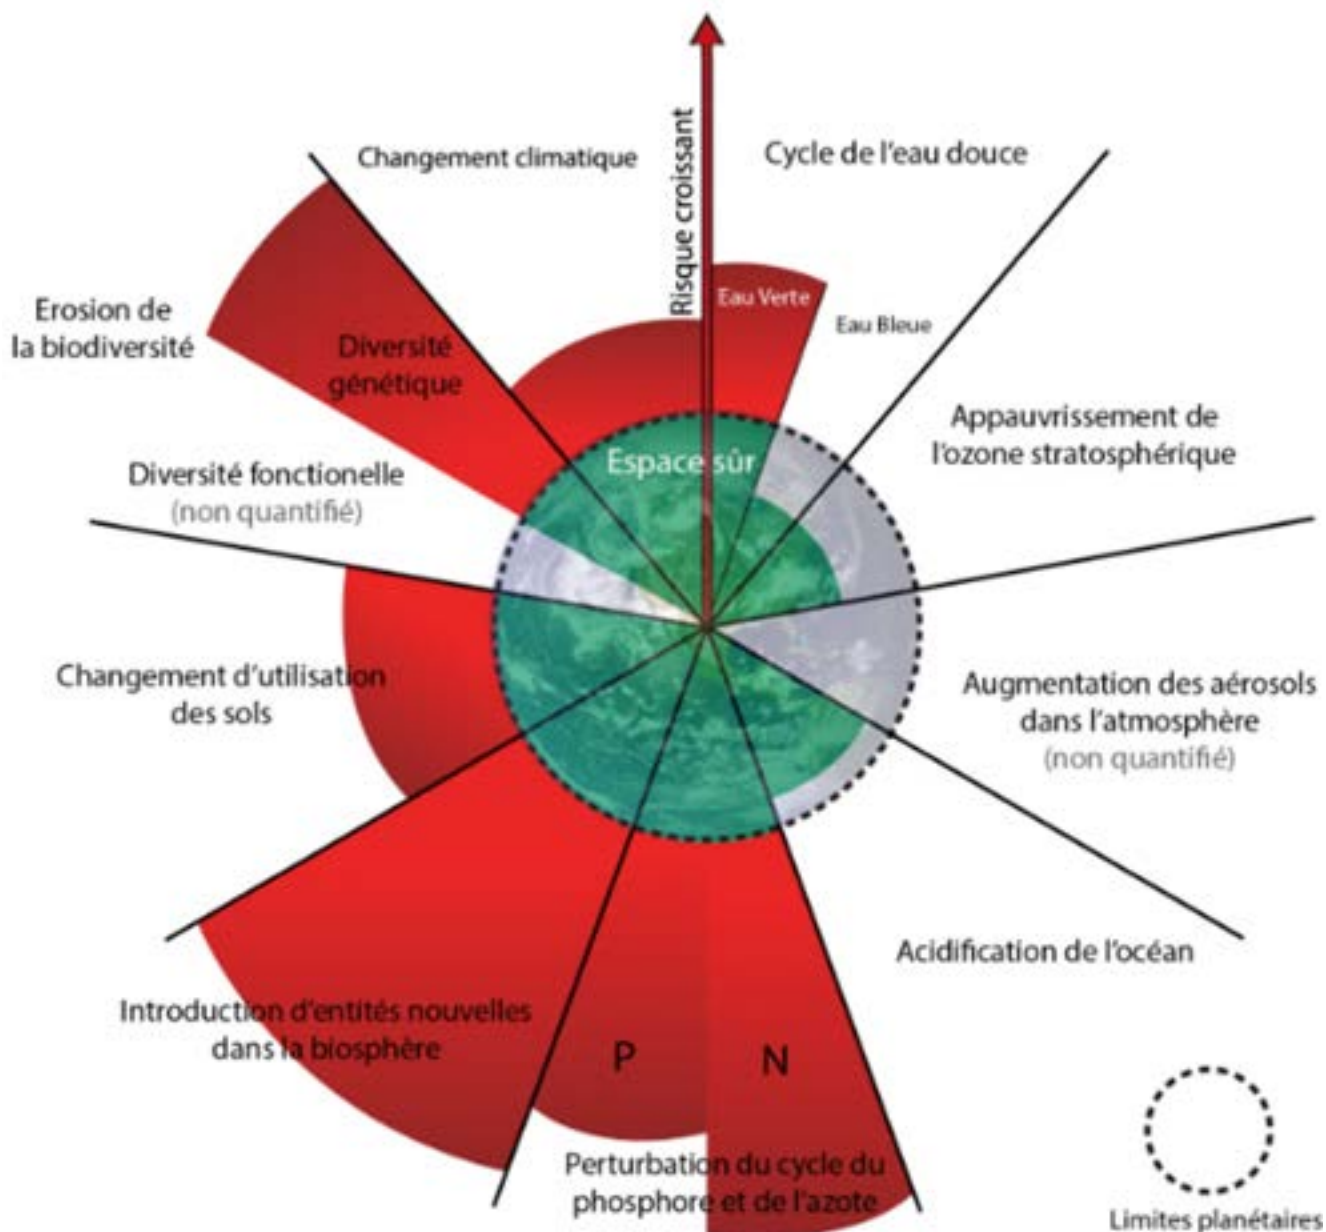 Risque croissant
Changement climatique
Cycle de l'eau douce
Eau Verte
Eau Bleue
Erosion de
la biodiversité
Diversité
génétique
Appauvrissement de
l'ozone stratosphérique
Espace sûr
Diversité fonctionelle
(non quantifié)
Changement d'utilisation
des sols
Augmentation des aérosols
dans l'atmosphère
(non quantifié)
Acidification de l'océan
Introduction d'entités nouvelles
dans la biosphère
P
N
Perturbation du cycle du
phosphore et de l'azote
Limites planétaires